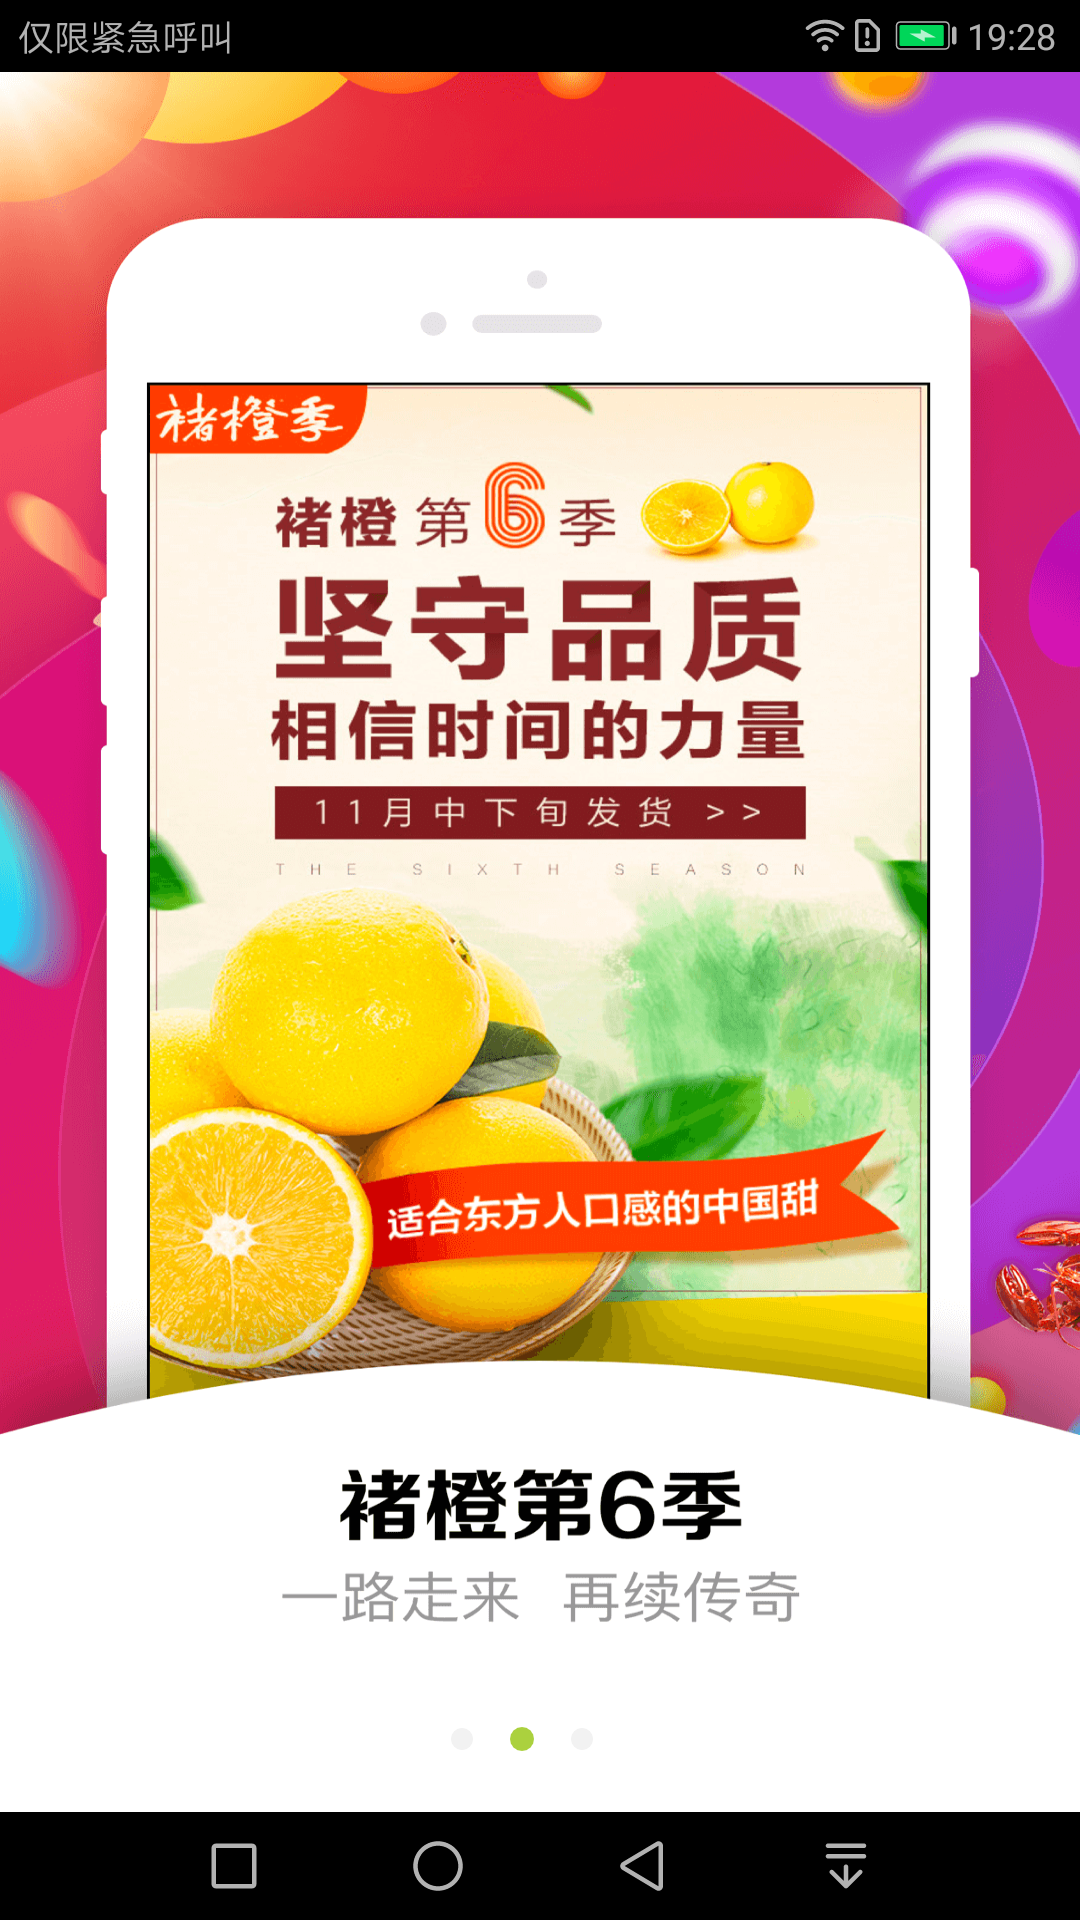 仅限紧急呼叫
19:28
褚橙季
褚橙第6季
坚守品质
相信时间的力量
11月中下旬发货 >>
THE SIXTH SEASON
适合东方人口感的中国甜
褚橙第6季
一路走来 再续传奇